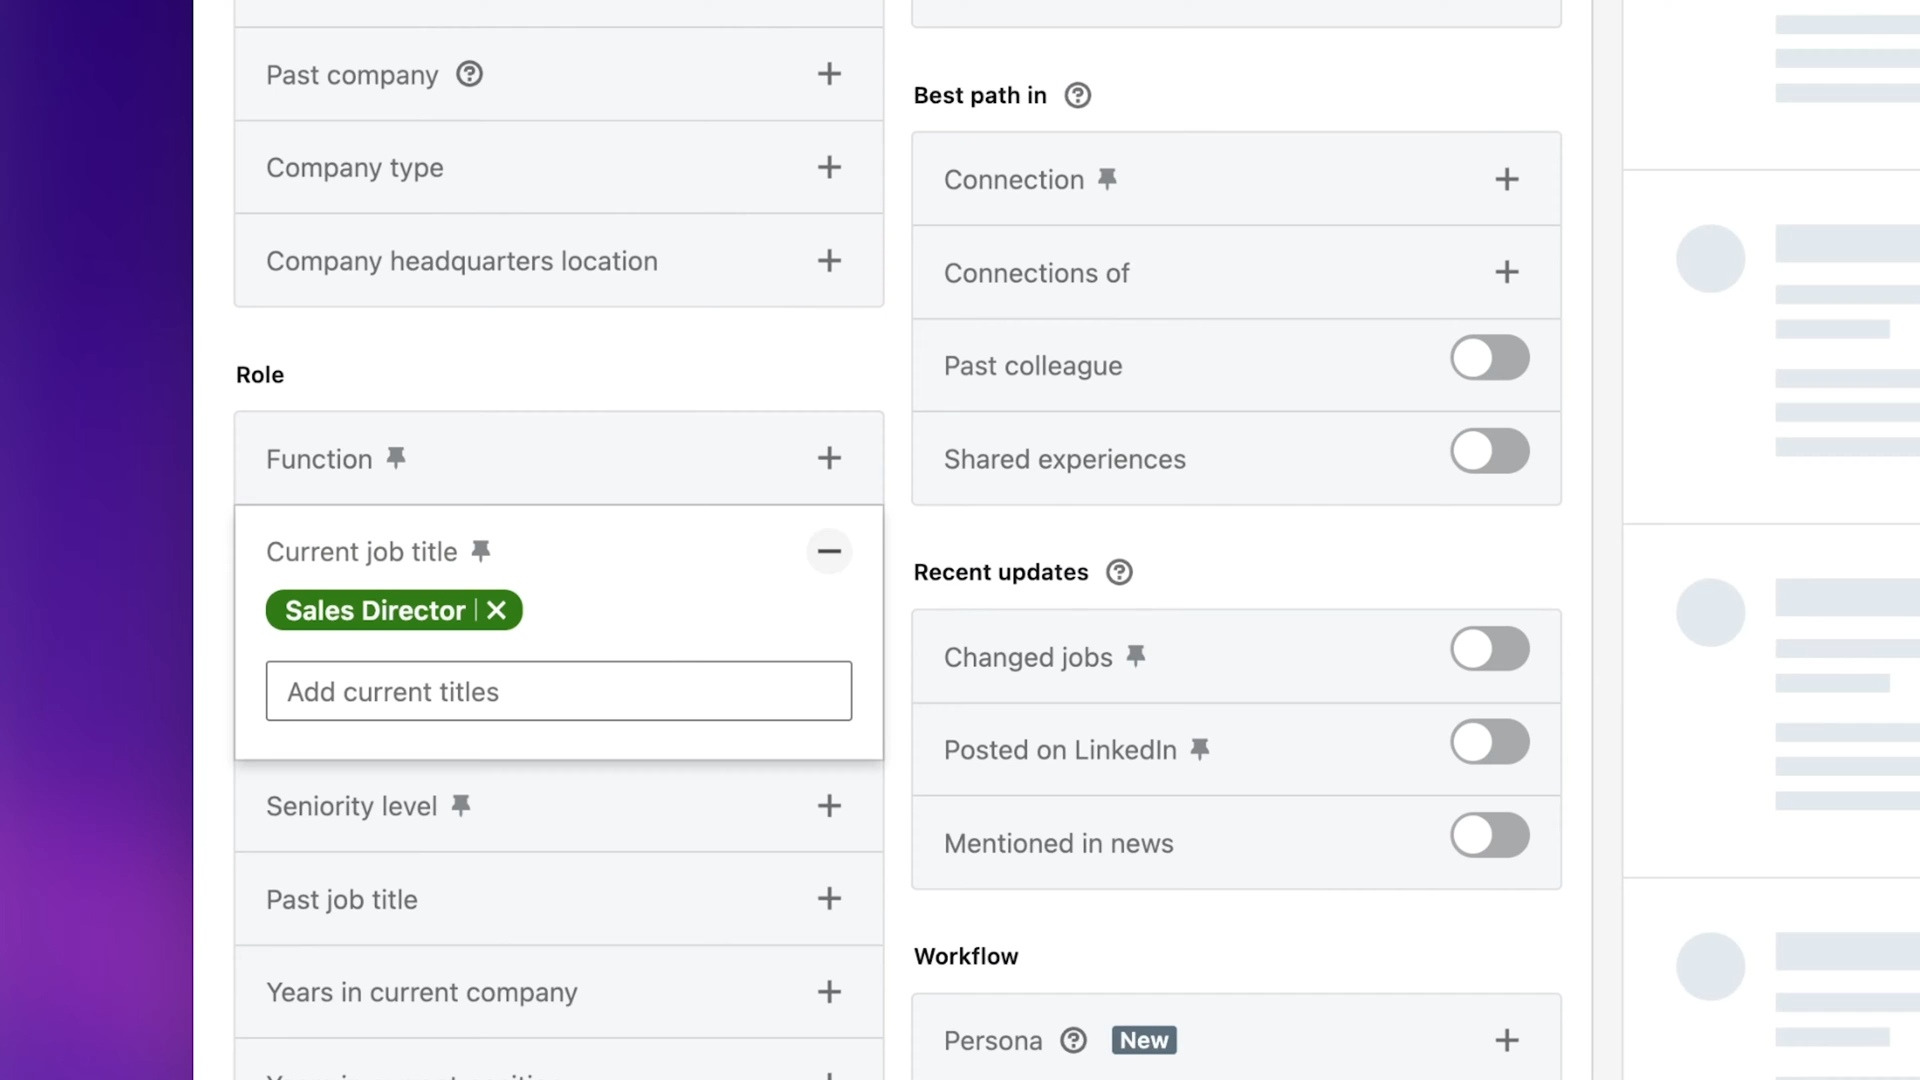 Past company
Company type
Company headquarters location
Role
Function
Current job title
Sales Director
Add current titles
Seniority level
Past job title
Years in current company
Best path in
Connection
Connections of
Past colleague
Shared experiences
Recent updates
Changed jobs
Posted on LinkedIn
Mentioned in news
Workflow
Persona New